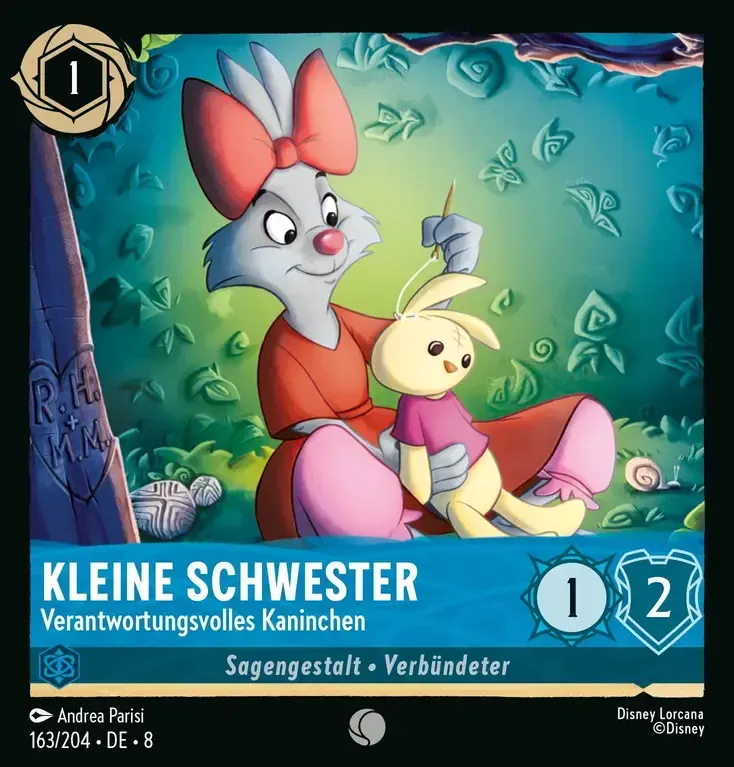 1
R.H.
+
M.M.
KLEINE SCHWESTER
Verantwortungsvolles Kaninchen
1
2
Sagengestalt • Verbündeter
Andrea Parisi
163/204 • DE • 8
Disney Lorcana
©Disney